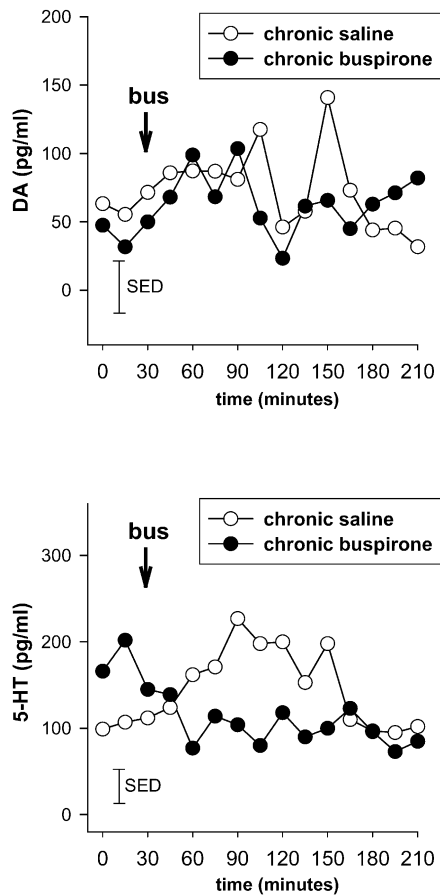 200
chronic saline
chronic buspirone
150
bus
DA (pg/ml)
100
50
SED
0
0 30 60 90 120 150 180 210
time (minutes)
chronic saline
chronic buspirone
bus
300
5-HT (pg/ml)
200
100
SED
0
0 30 60 90 120 150 180 210
time (minutes)